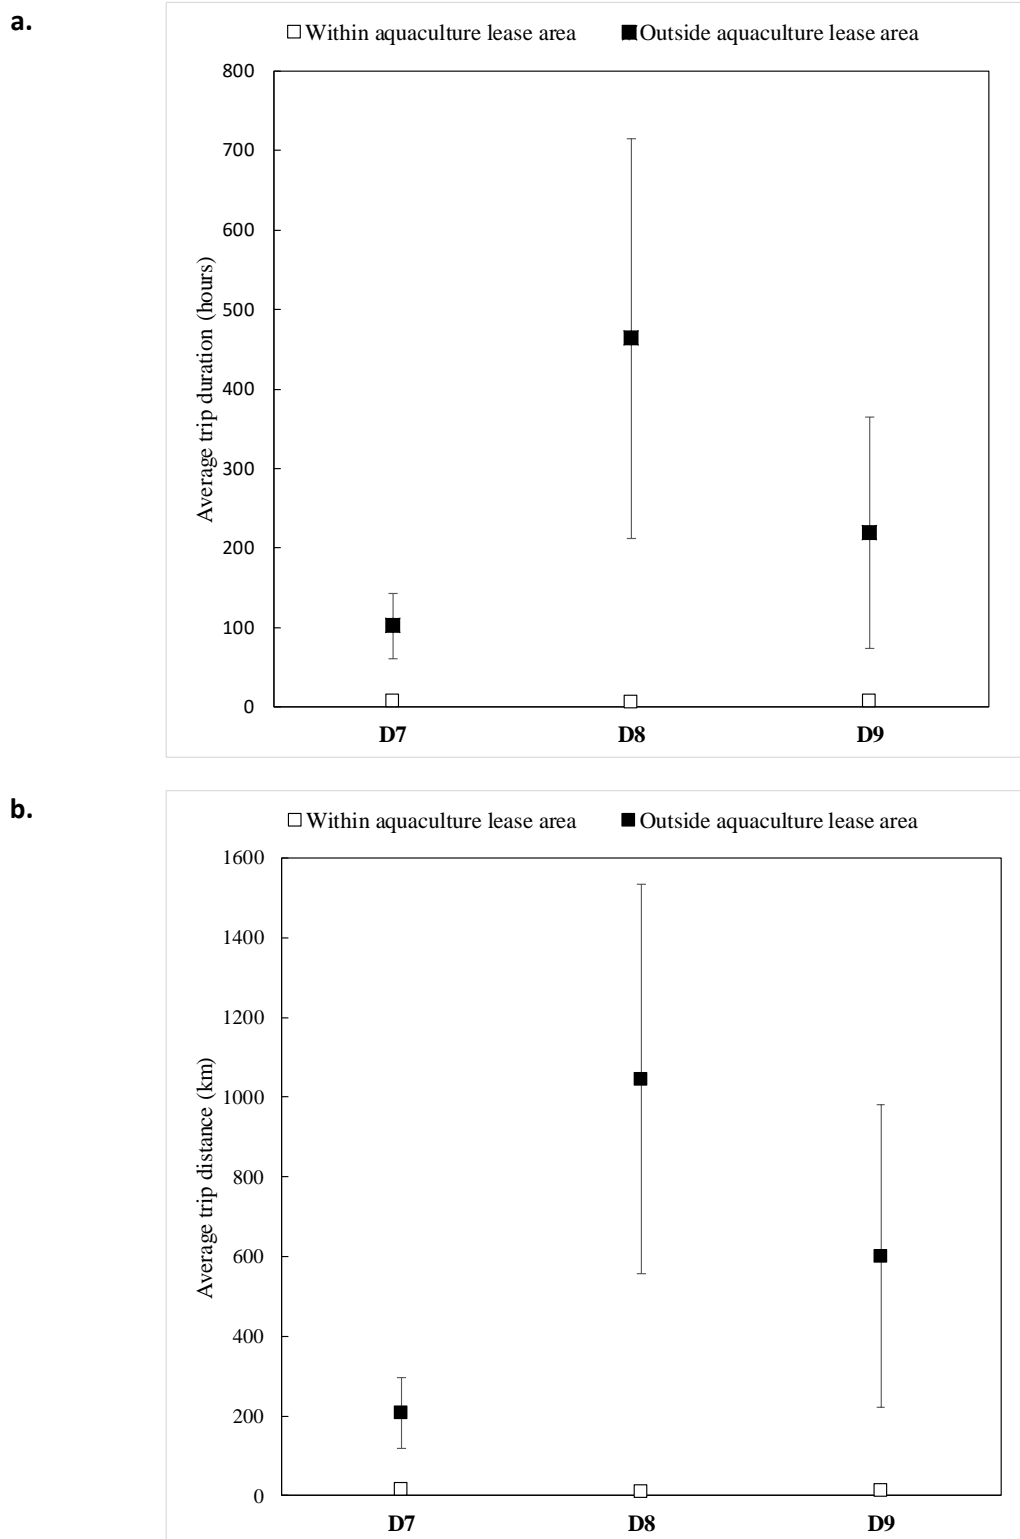 a.
Within aquaculture lease area Outside aquaculture lease area
800
700
600
500
400
300
200
100
0
Average trip duration (hours)
D7 D8 D9
b.
Within aquaculture lease area Outside aquaculture lease area
1600
1400
1200
1000
800
600
400
200
0
Average trip distance (km)
D7 D8 D9